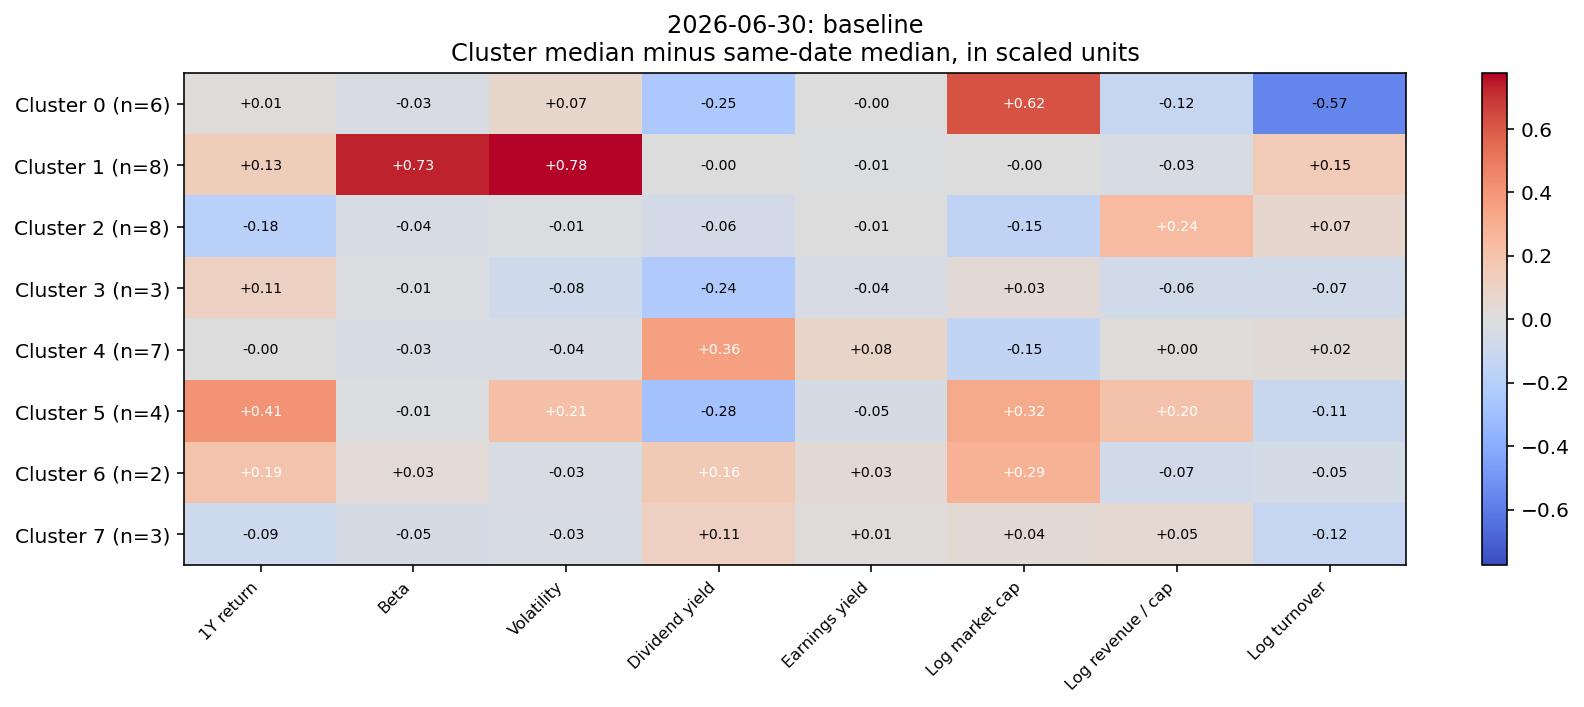 2026-06-30: baseline
Cluster median minus same-date median, in scaled units
Cluster 0 (n=6) +0.01 -0.03 +0.07 -0.25 -0.00 +0.62 -0.12 -0.57
Cluster 1 (n=8) +0.13 +0.73 +0.78 -0.00 -0.01 -0.00 -0.03 +0.15
Cluster 2 (n=8) -0.18 -0.04 -0.01 -0.06 -0.01 -0.15 +0.24 +0.07
Cluster 3 (n=3) +0.11 -0.01 -0.08 -0.24 -0.04 +0.03 -0.06 -0.07
Cluster 4 (n=7) -0.00 -0.03 -0.04 +0.36 +0.08 -0.15 +0.00 +0.02
Cluster 5 (n=4) +0.41 -0.01 +0.21 -0.28 -0.05 +0.32 +0.20 -0.11
Cluster 6 (n=2) +0.19 +0.03 -0.03 +0.16 +0.03 +0.29 -0.07 -0.05
Cluster 7 (n=3) -0.09 -0.05 -0.03 +0.11 +0.01 +0.04 +0.05 -0.12
1Y return
Beta
Volatility
Dividend yield
Earnings yield
Log market cap
Log revenue / cap
Log turnover
0.6
0.4
0.2
0.0
−0.2
−0.4
−0.6